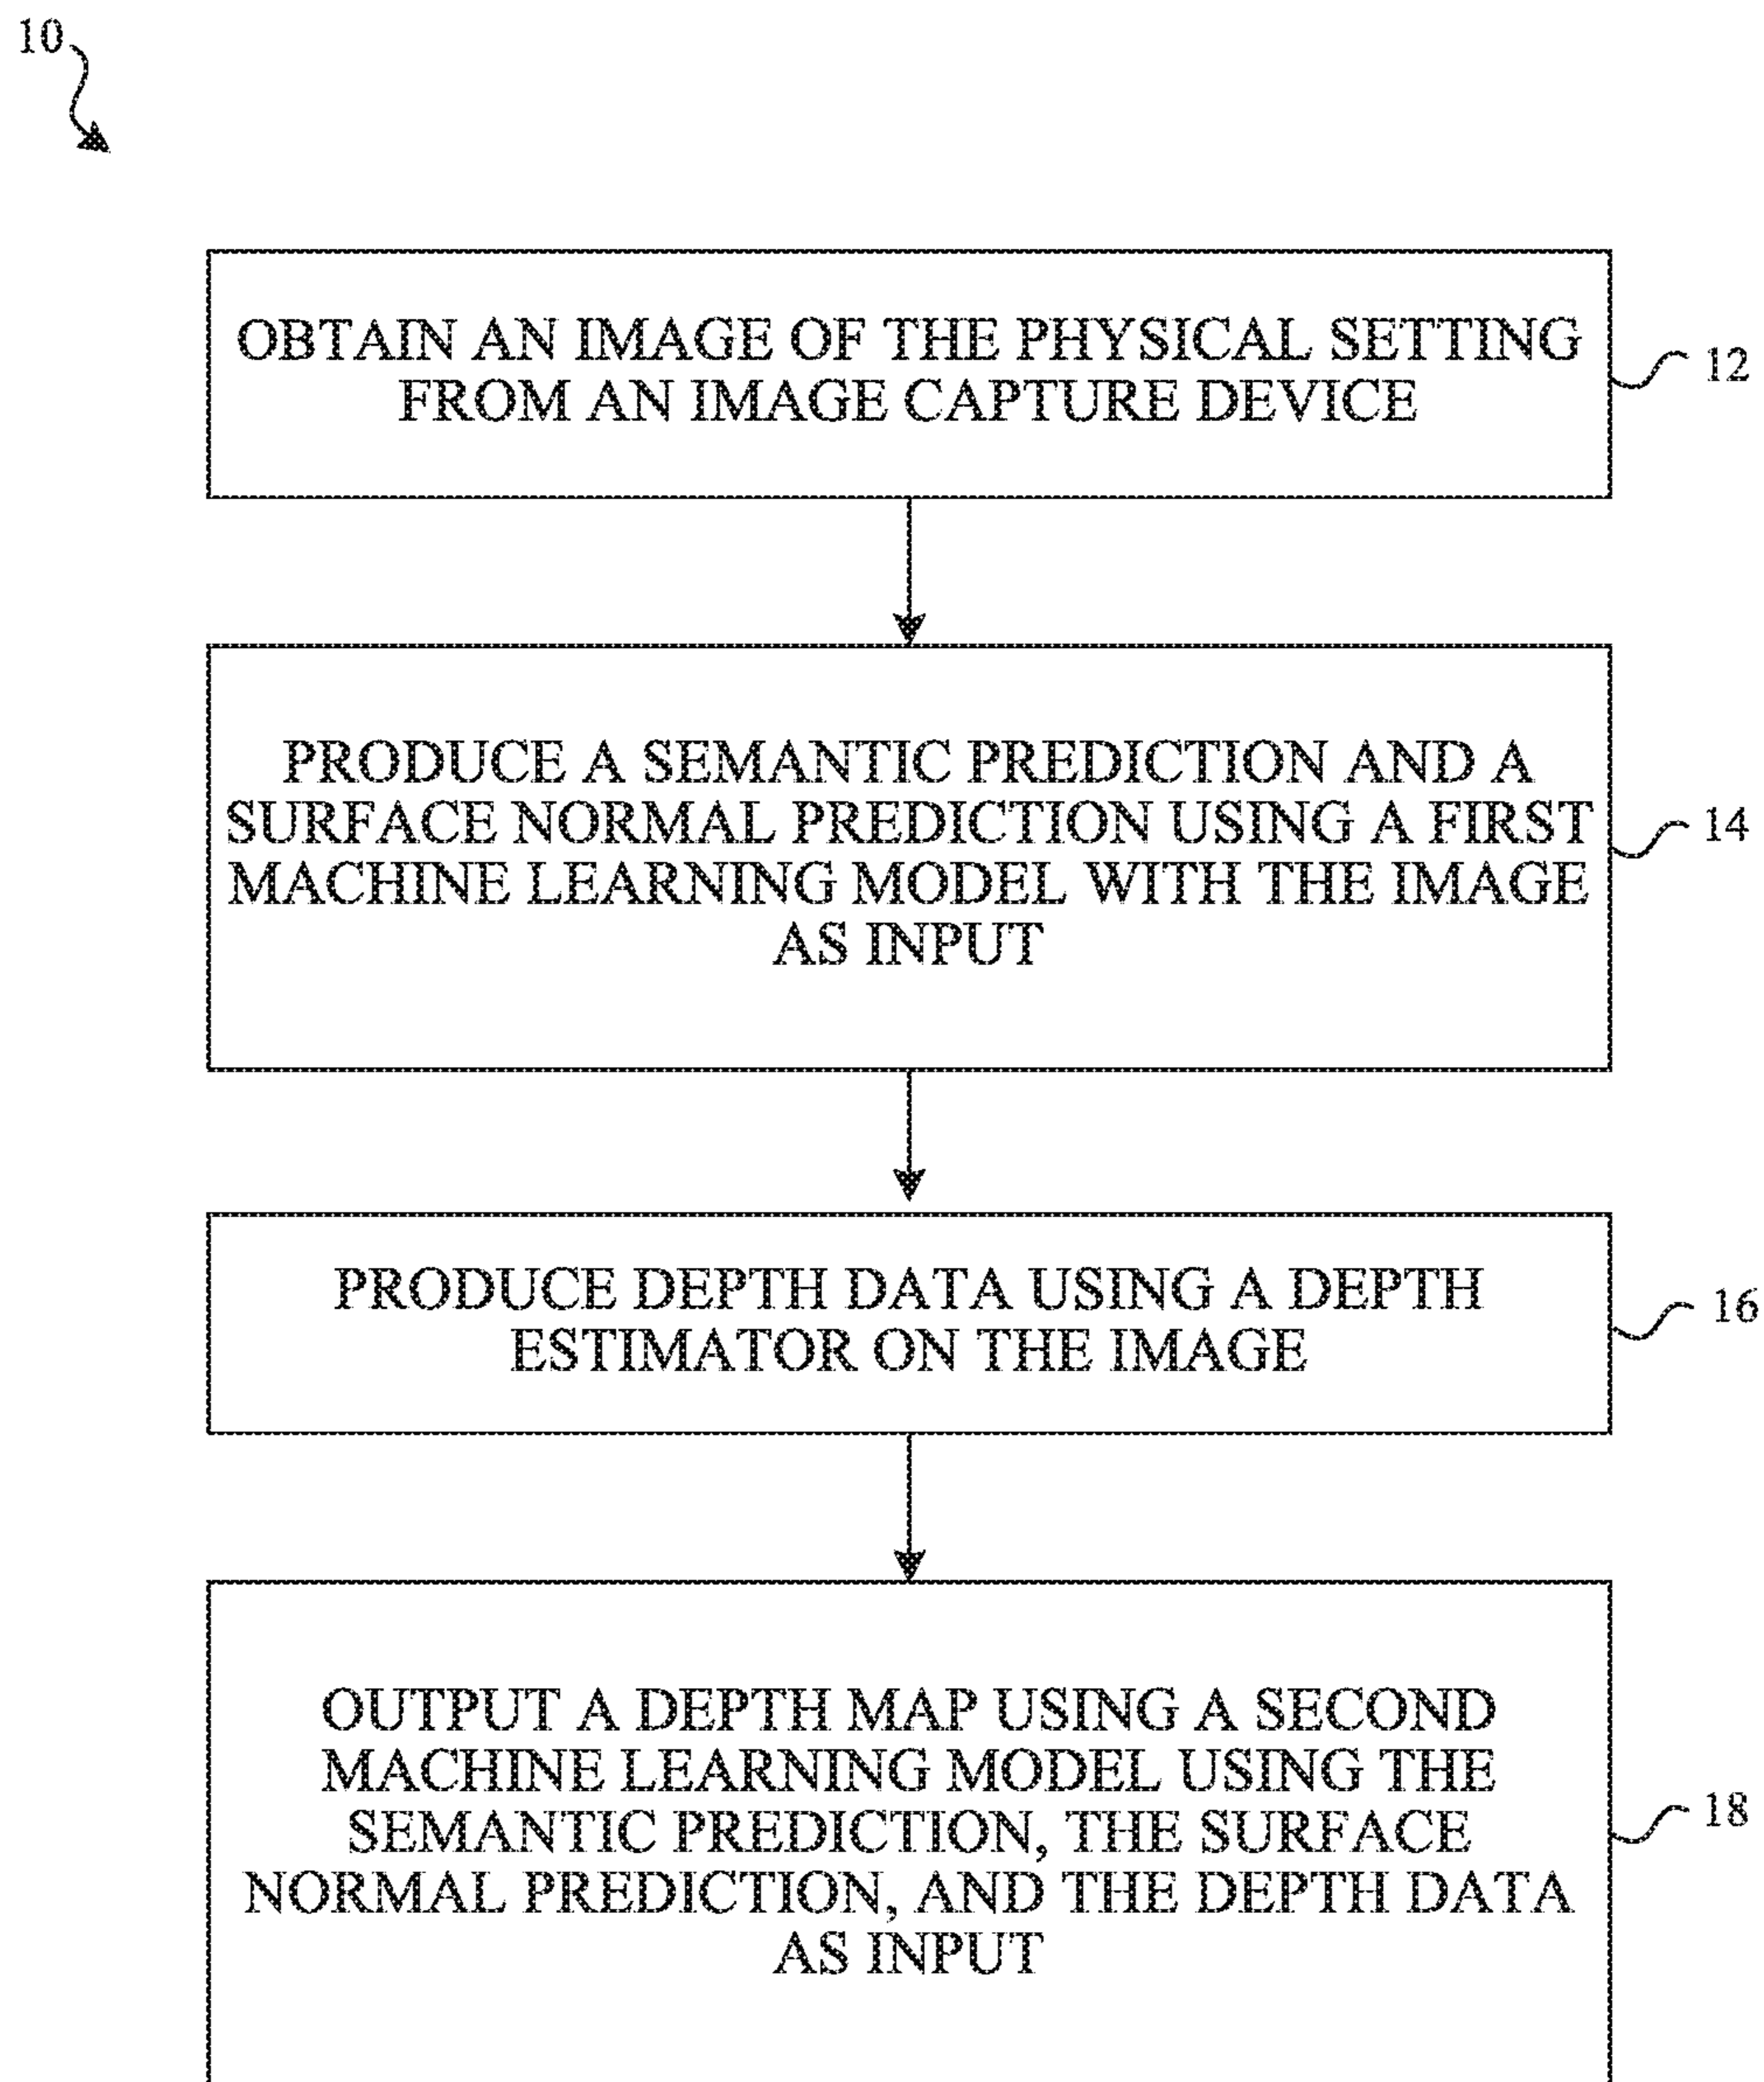 10
OBTAIN AN IMAGE OF THE PHYSICAL SETTING
FROM AN IMAGE CAPTURE DEVICE
12
PRODUCE A SEMANTIC PREDICTION AND A
SURFACE NORMAL PREDICTION USING A FIRST
MACHINE LEARNING MODEL WITH THE IMAGE
AS INPUT
14
PRODUCE DEPTH DATA USING A DEPTH
ESTIMATOR ON THE IMAGE
16
OUTPUT A DEPTH MAP USING A SECOND
MACHINE LEARNING MODEL USING THE
SEMANTIC PREDICTION, THE SURFACE
NORMAL PREDICTION, AND THE DEPTH DATA
AS INPUT
18